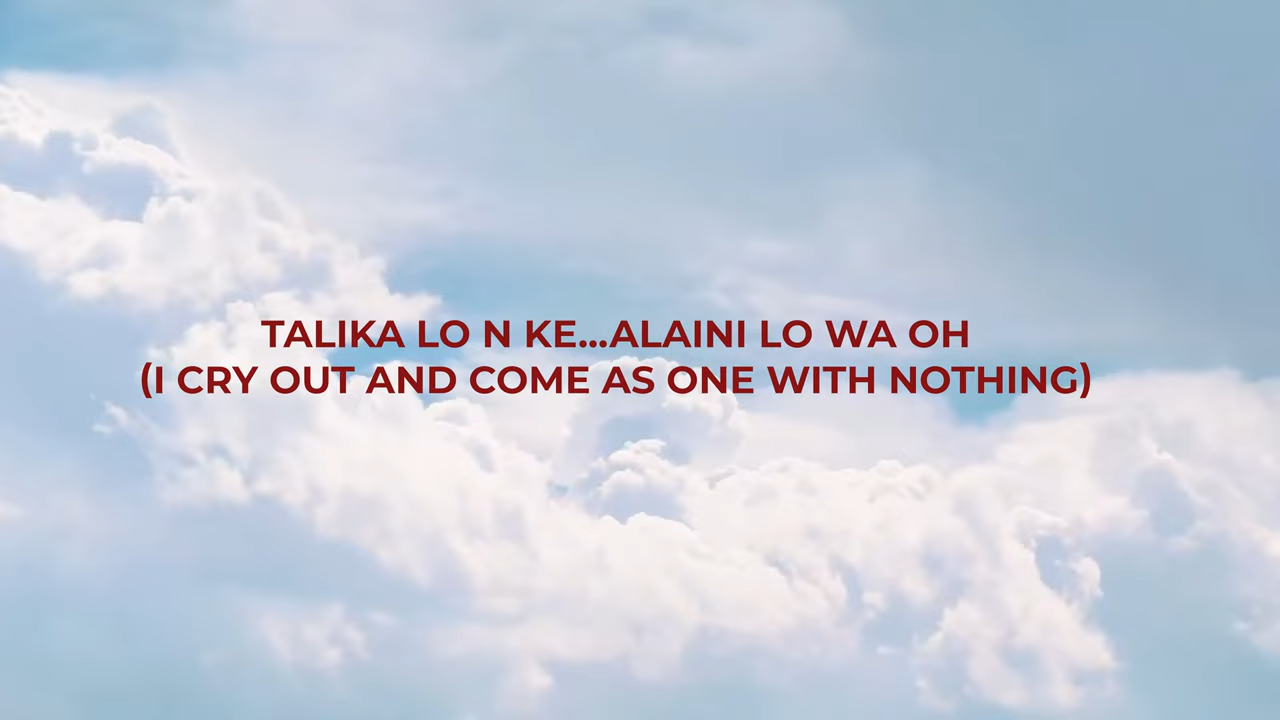 TALIKA LO N KE...ALAINI LO WA OH
(I CRY OUT AND COME AS ONE WITH NOTHING)